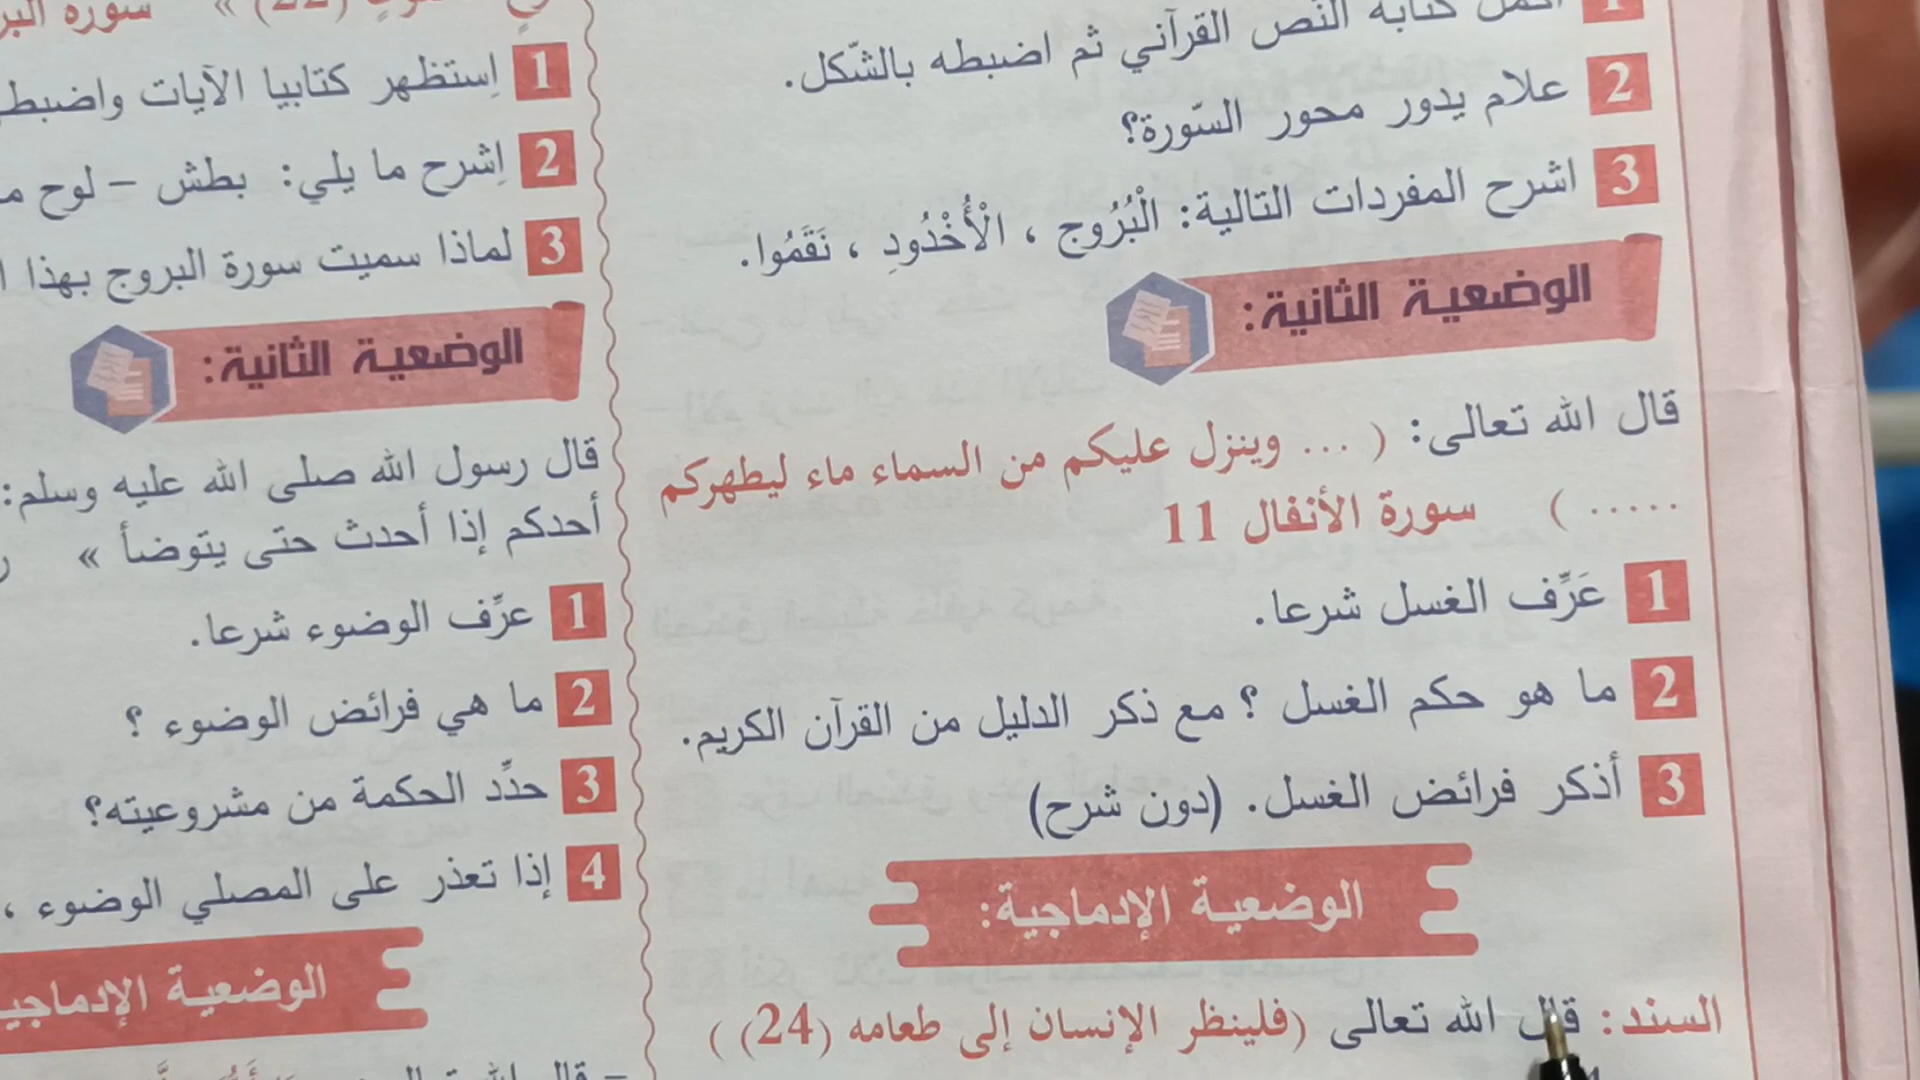 1 أكمل كتابة النّص القرآني ثم اضبطه بالشّكل.
2 علام يدور محور السّورة؟
3 اشرح المفردات التالية: الْبُرُوج ، الْأُخْدُودِ ، نَقَمُوا.
الوضعية الثانية:
قال الله تعالى: ( ... وينزل عليكم من السماء ماء ليطهركم
..... ) سورة الأنفال 11
1 عَرِّف الغسل شرعا.
2 ما هو حكم الغسل ؟ مع ذكر الدليل من القرآن الكريم.
3 أذكر فرائض الغسل. (دون شرح)
الوضعية الإدماجية:
السند: قال الله تعالى (فلينظر الإنسان إلى طعامه (24) )
(22) » سورة
1 اِستظهر كتابيا الآيات
2 اِشرح ما يلي: بطش – لوح
3 لماذا سميت سورة البروج بهذا
الوضعية الثانية:
قال رسول الله صلى الله عليه وسلم:
أحدكم إذا أحدث حتى يتوضأ »
1 عرِّف الوضوء شرعا.
2 ما هي فرائض الوضوء ؟
3 حدِّد الحكمة من مشروعيته؟
4 إذا تعذر على المصلي الوضوء ،
الوضعية